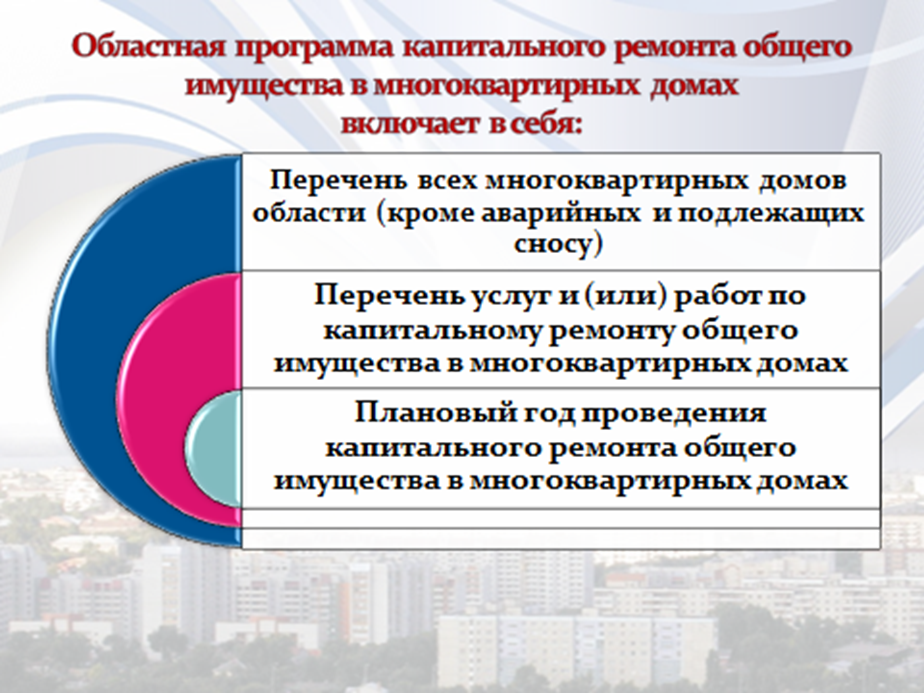 Областная программа капитального ремонта общего
имущества в многоквартирных домах
включает в себя:
Перечень всех многоквартирных домов
области (кроме аварийных и подлежащих
сносу)
Перечень услуг и (или) работ по
капитальному ремонту общего
имущества в многоквартирных домах
Плановый год проведения
капитального ремонта общего
имущества в многоквартирных домах